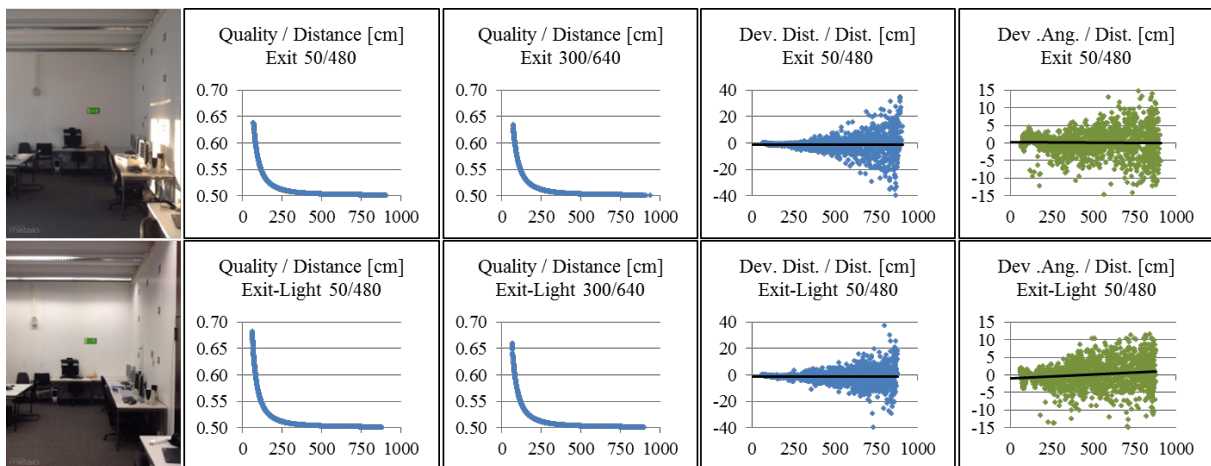 Quality / Distance [cm]
Exit 50/480
0.70
0.65
0.60
0.55
0.50
0 250 500 750 1000
Quality / Distance [cm]
Exit 300/640
0.70
0.65
0.60
0.55
0.50
0 250 500 750 1000
Dev. Dist. / Dist. [cm]
Exit 50/480
40
20
0
-20
-40
0 250 500 750 1000
Dev .Ang. / Dist. [cm]
Exit 50/480
15
10
5
0
-5
-10
-15
0 250 500 750 1000
metaio
Quality / Distance [cm]
Exit-Light 50/480
0.70
0.65
0.60
0.55
0.50
0 250 500 750 1000
Quality / Distance [cm]
Exit-Light 300/640
0.70
0.65
0.60
0.55
0.50
0 250 500 750 1000
Dev. Dist. / Dist. [cm]
Exit-Light 50/480
40
20
0
-20
-40
0 250 500 750 1000
Dev .Ang. / Dist. [cm]
Exit-Light 50/480
15
10
5
0
-5
-10
-15
0 250 500 750 1000
metaio